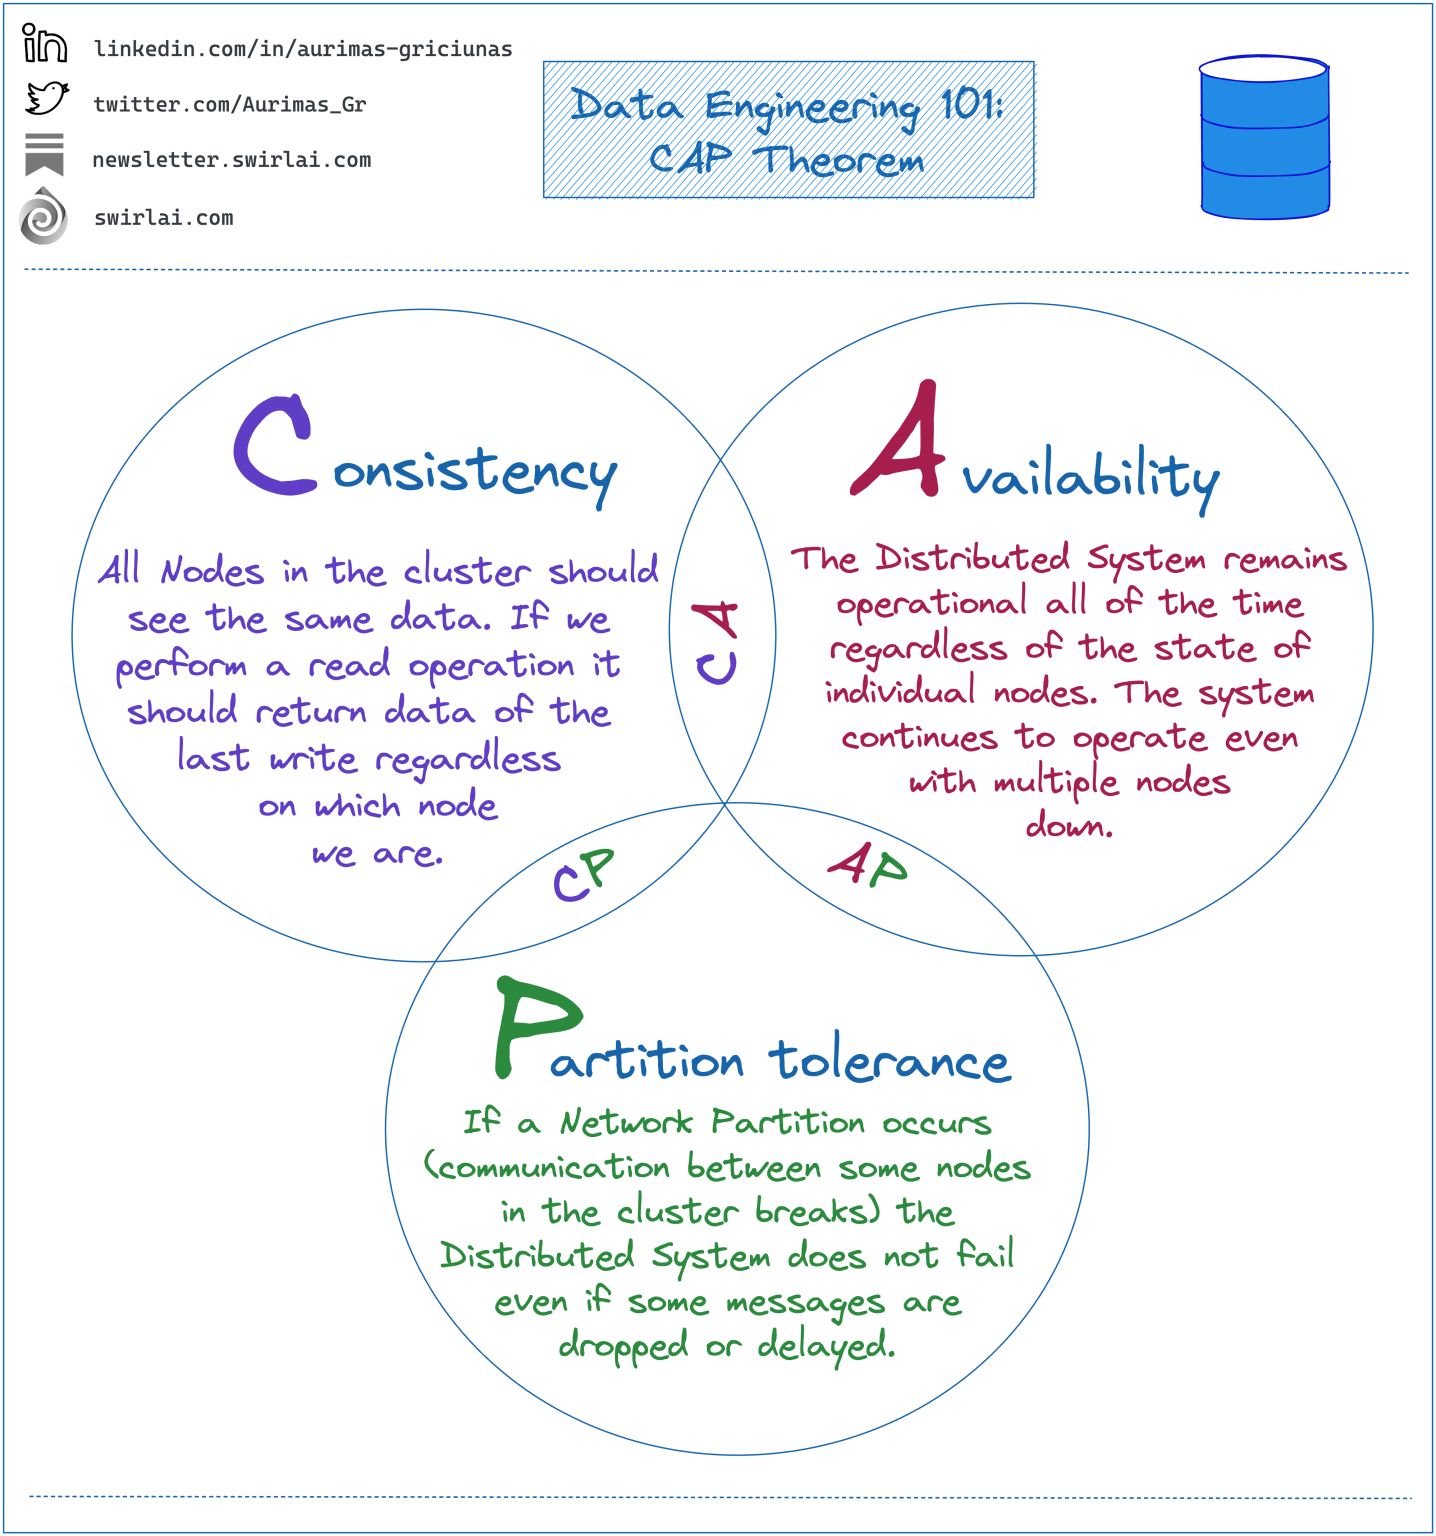 linkedin.com/in/aurimas-griciunas
twitter.com/Aurimas_Gr
newsletter.swirlai.com
swirlai.com
Data Engineering 101:
CAP Theorem
Consistency
All Nodes in the cluster should
see the same data. If we
perform a read operation it
should return data of the
last write regardless
on which node
we are.
Availability
The Distributed System remains
operational all of the time
regardless of the state of
individual nodes. The system
continues to operate even
with multiple nodes
down.
CA
CP
AP
Partition tolerance
If a Network Partition occurs
(communication between some nodes
in the cluster breaks) the
Distributed System does not fail
even if some messages are
dropped or delayed.